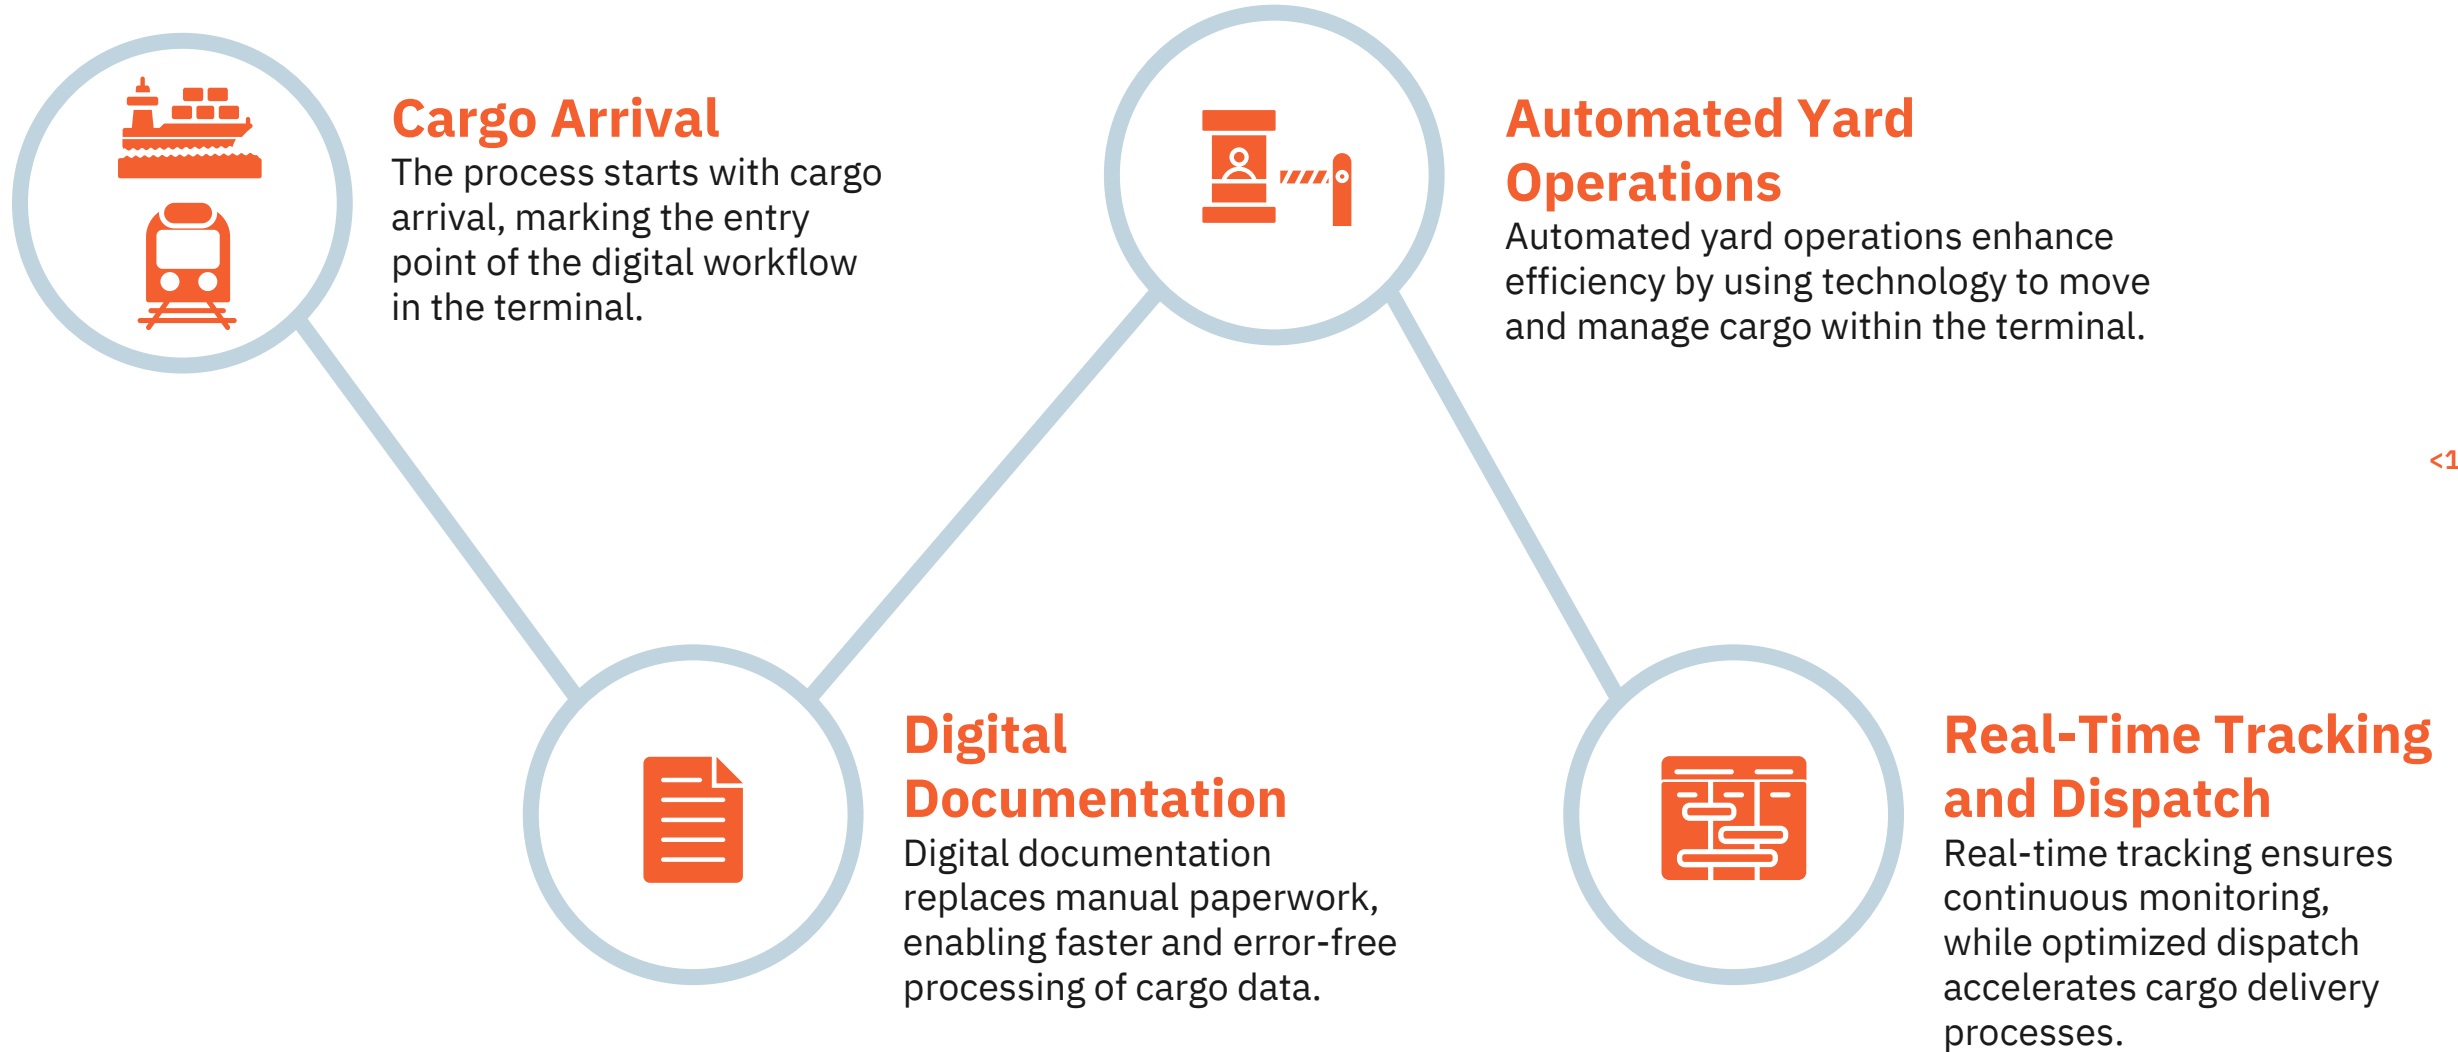 Cargo Arrival
The process starts with cargo
arrival, marking the entry
point of the digital workflow
in the terminal.
Automated Yard
Operations
Automated yard operations enhance
efficiency by using technology to move
and manage cargo within the terminal.
<1
Digital
Documentation
Digital documentation
replaces manual paperwork,
enabling faster and error-free
processing of cargo data.
Real-Time Tracking
and Dispatch
Real-time tracking ensures
continuous monitoring,
while optimized dispatch
accelerates cargo delivery
processes.